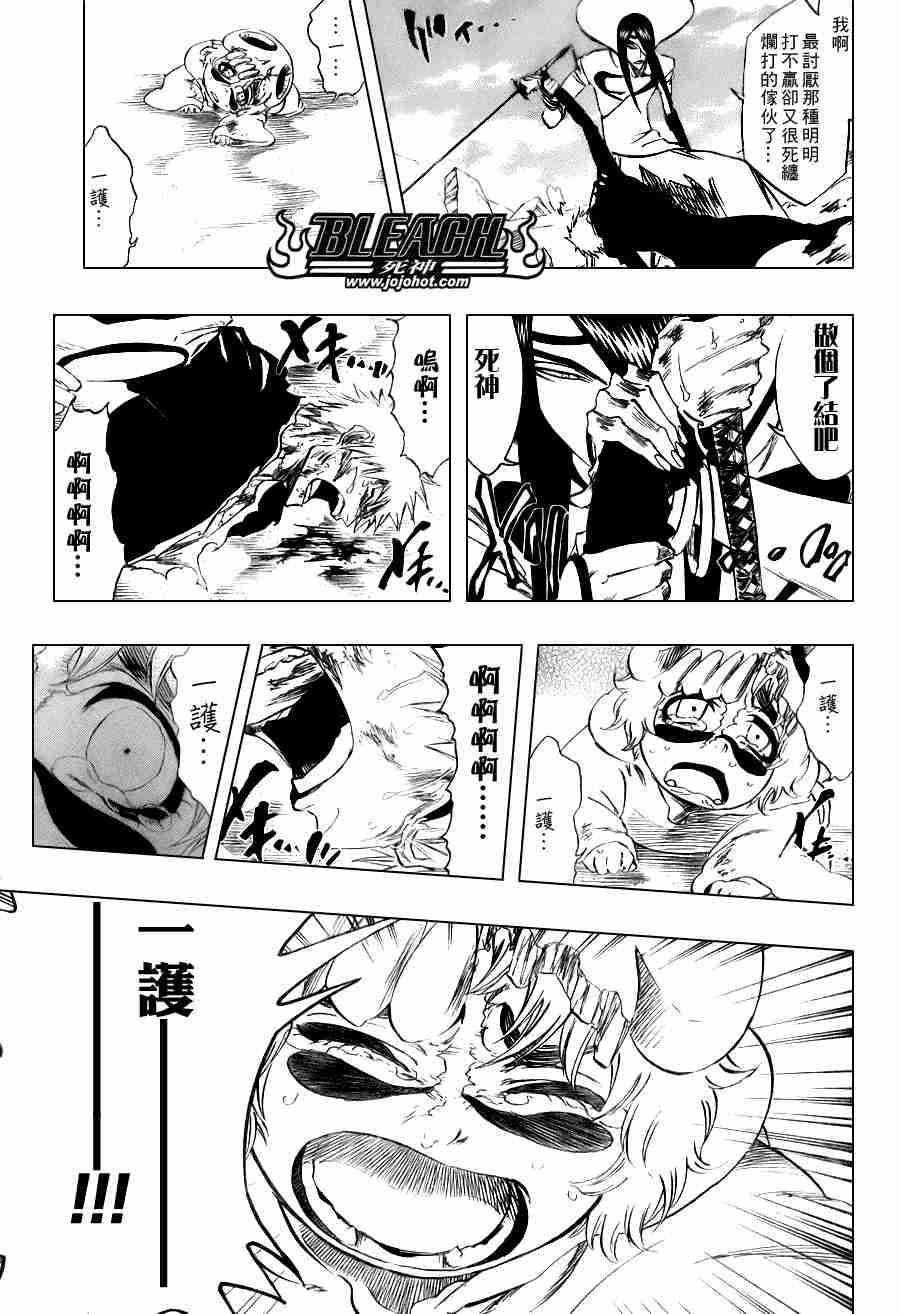 我啊
最討厭那種明明
打不贏卻又很死纏
爛打的傢伙了…
…一…
一護…
BLEACH
死神
www.jojohot.com
做個了結吧
死神
嗚啊…
啊啊啊啊…
一護…
一護…
啊啊啊啊……
一護…
一護
!!!